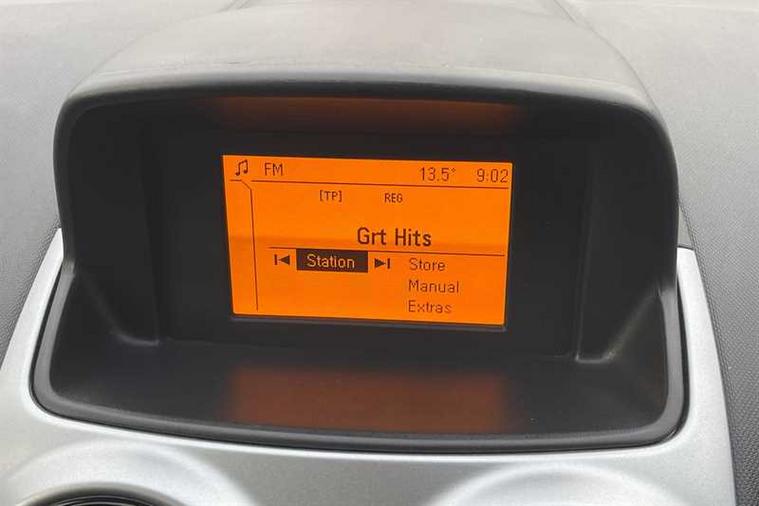 FM 13.5° 9:02
[TP] REG
Grt Hits
Station Store
Manual
Extras